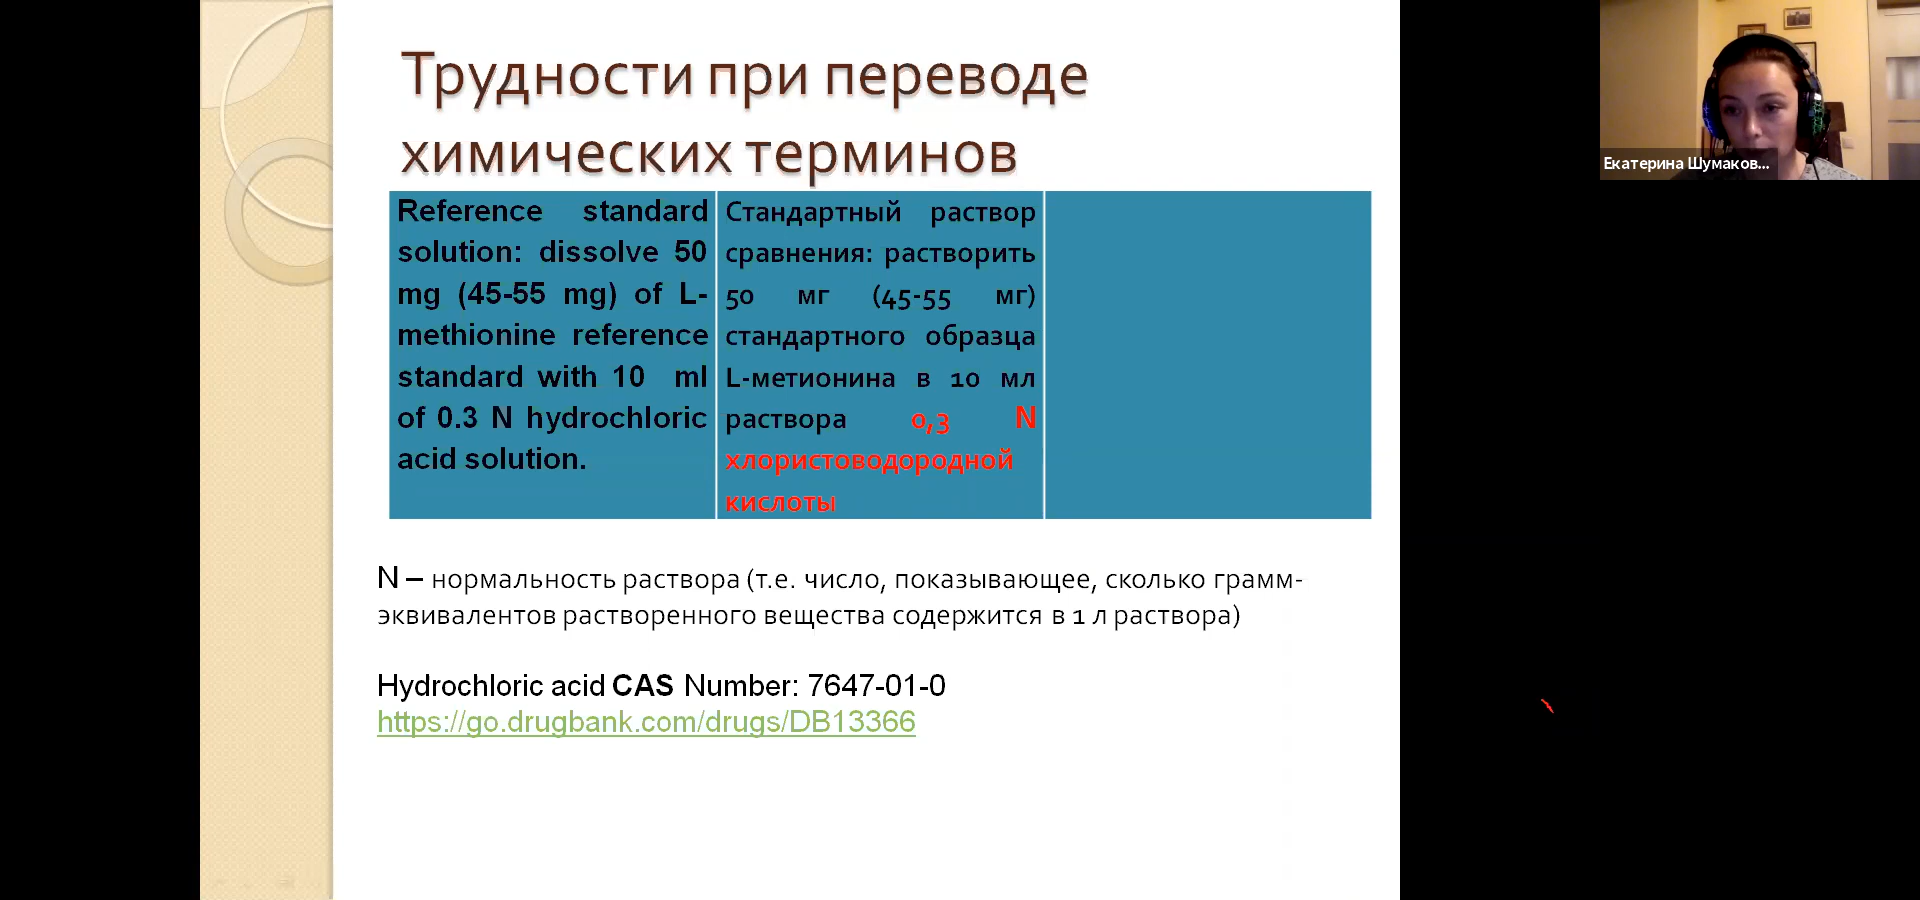 Трудности при переводе
химических терминов
Reference standard
solution: dissolve 50
mg (45-55 mg) of L-
methionine reference
standard with 10 ml
of 0.3 N hydrochloric
acid solution.
Стандартный раствор
сравнения: растворить
50 мг (45-55 мг)
стандартного образца
L-метионина в 10 мл
раствора 0,3 N
хлористоводородной
кислоты
N – нормальность раствора (т.е. число, показывающее, сколько грамм-
эквивалентов растворенного вещества содержится в 1 л раствора)
Hydrochloric acid CAS Number: 7647-01-0
https://go.drugbank.com/drugs/DB13366
Екатерина Шумаков...